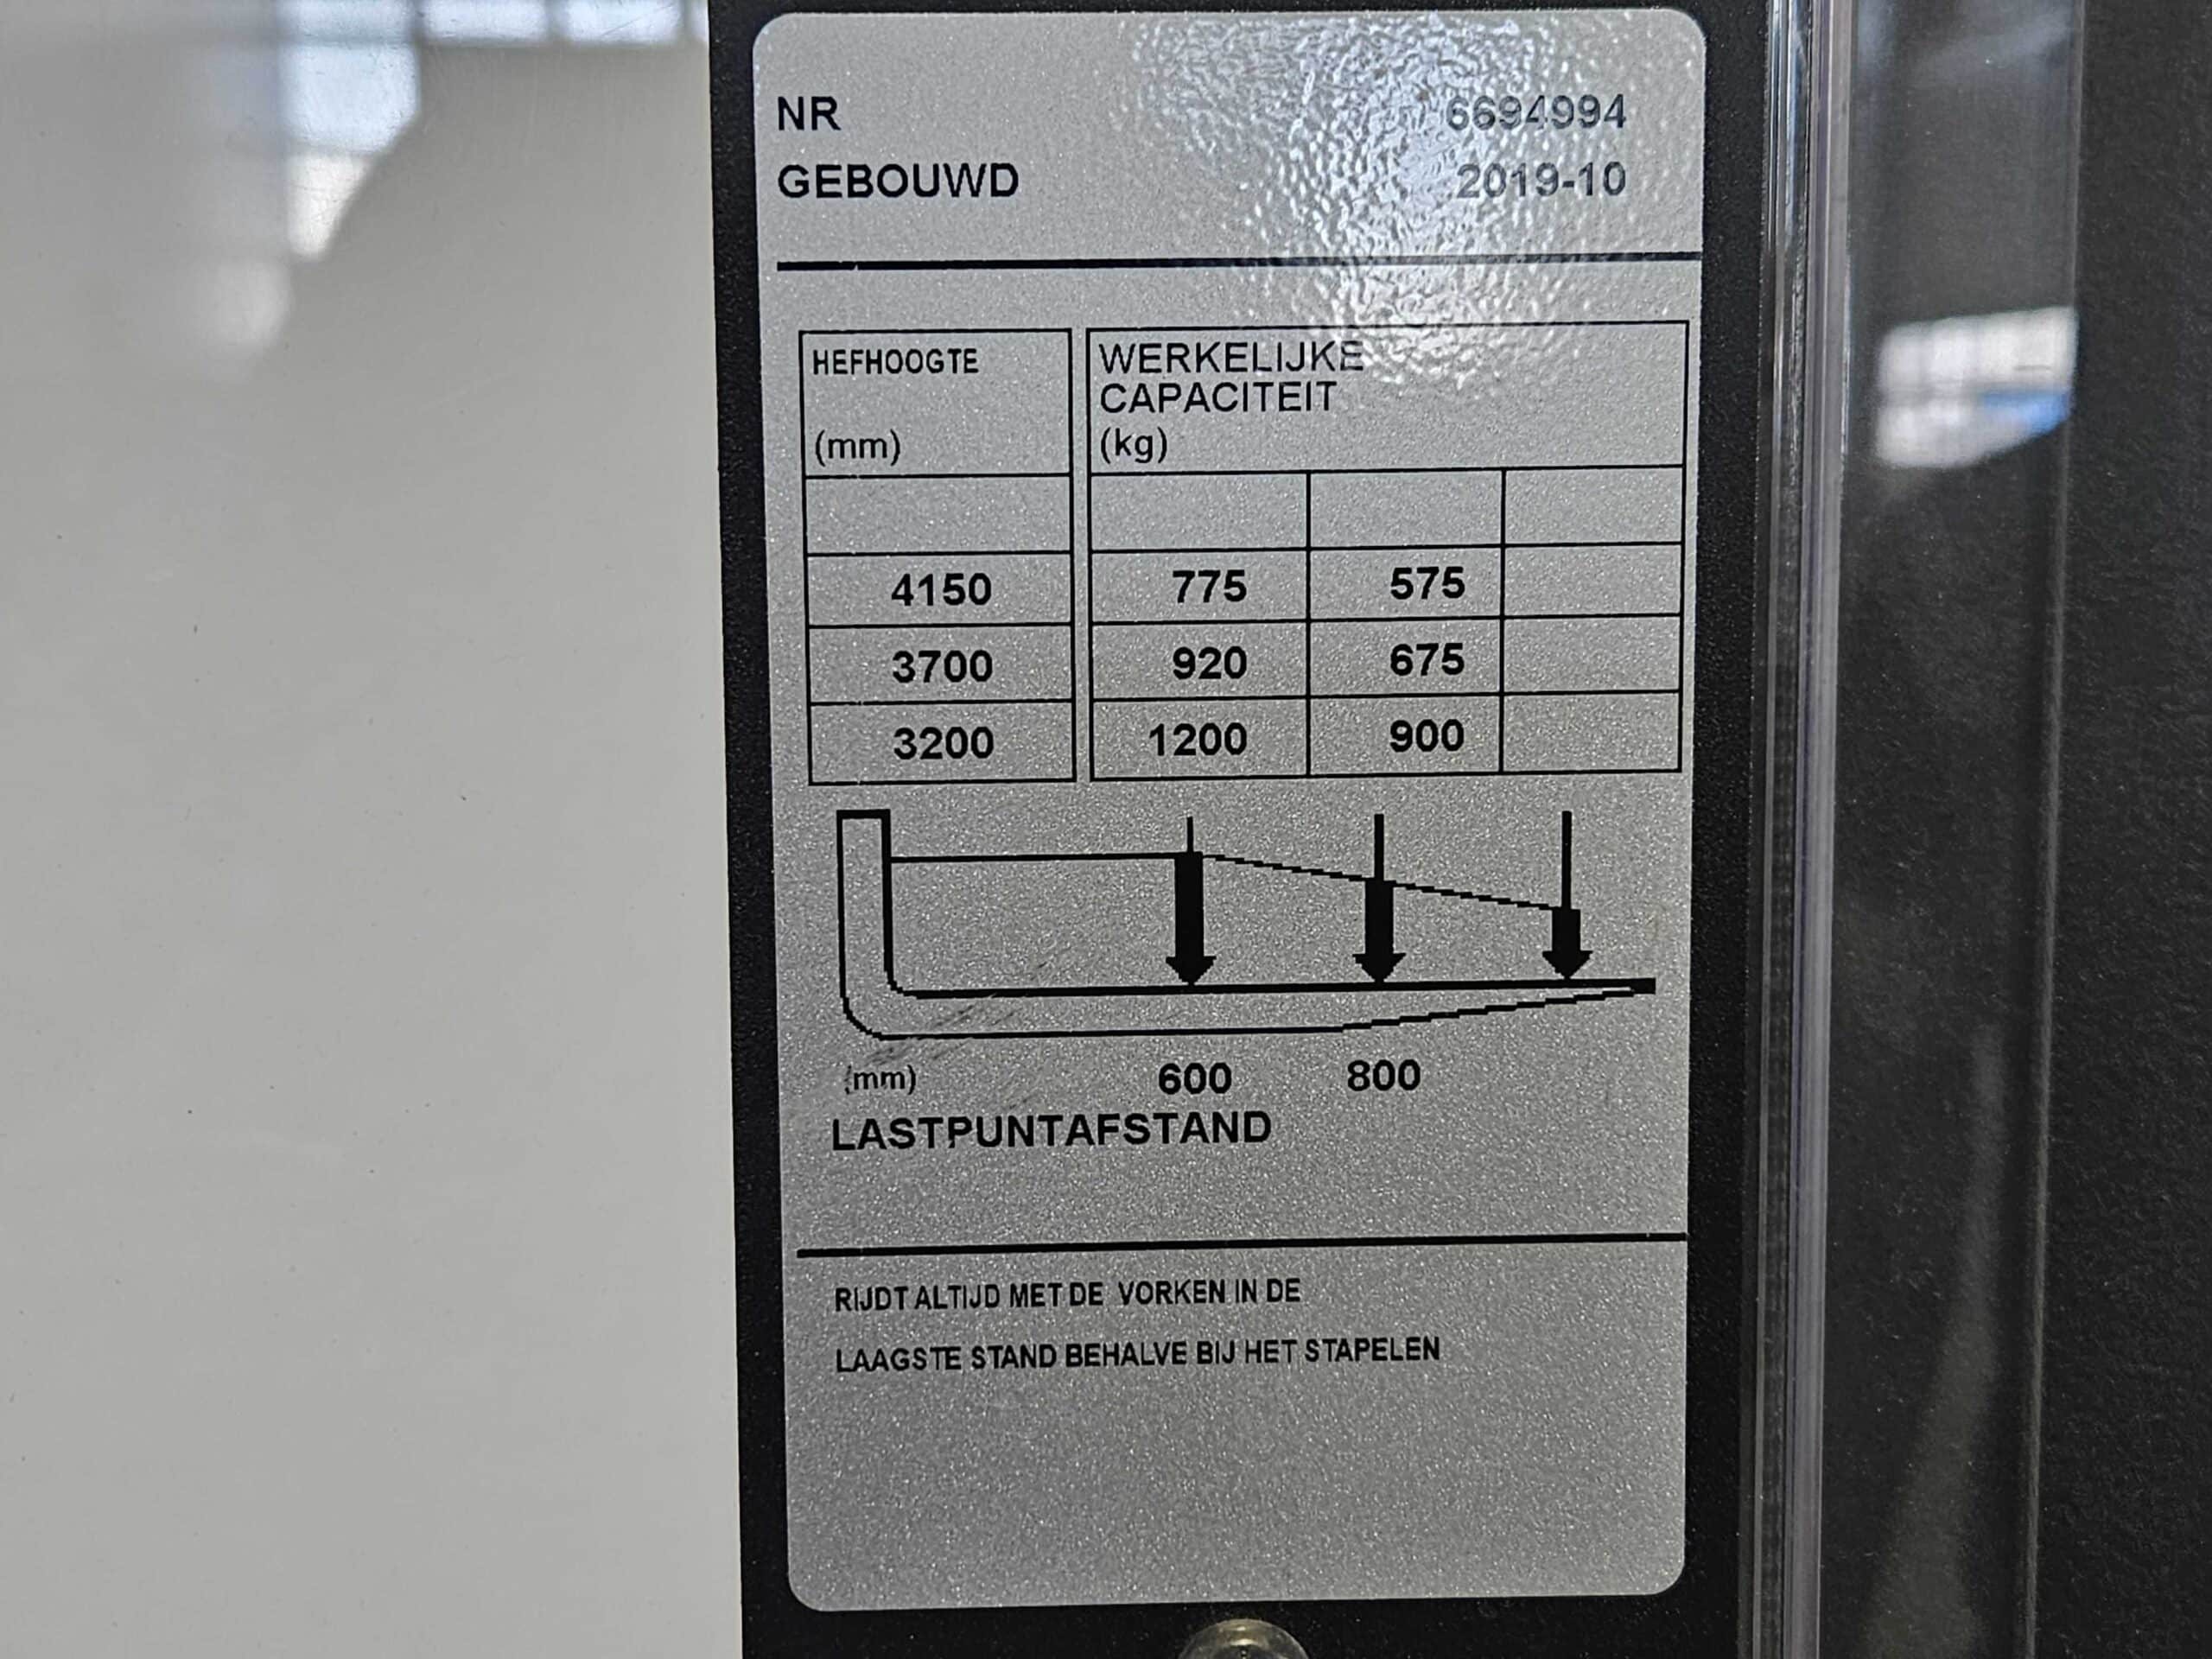 NR 6694994
GEBOUWD 2019-10
HEFHOOGTE
(mm)
WERKELIJKE
CAPACITEIT
(kg)
4150 775 575
3700 920 675
3200 1200 900
(mm) 600 800
LASTPUNTAFSTAND
RIJDT ALTIJD MET DE VORKEN IN DE
LAAGSTE STAND BEHALVE BIJ HET STAPELEN